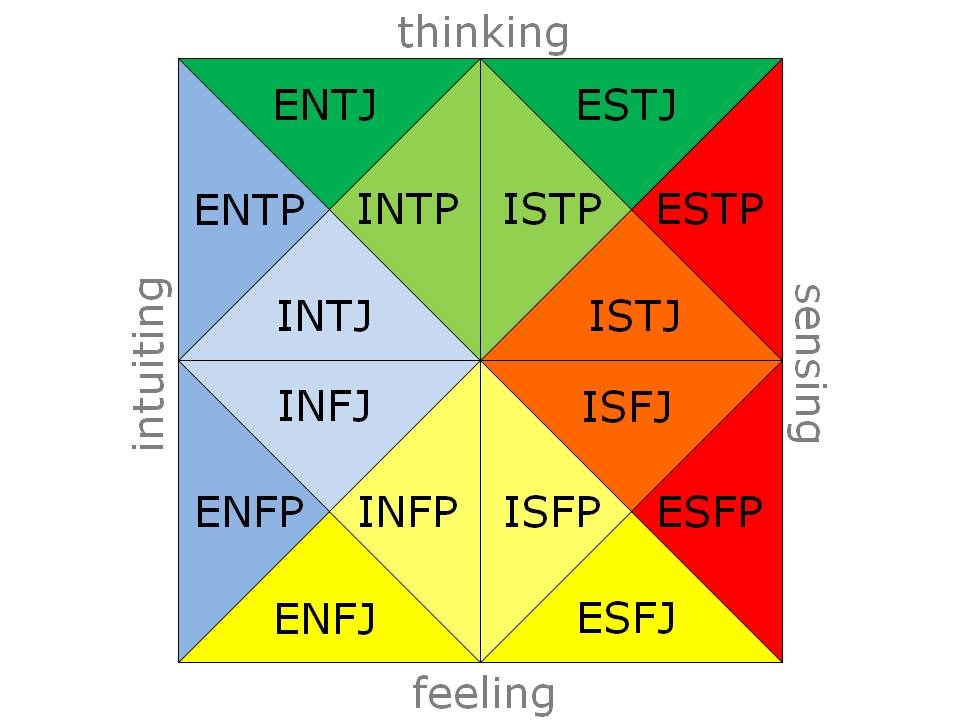 thinking
ENTJ ESTJ
ENTP INTP ISTP ESTP
INTJ ISTJ
intuiting
sensing
INFJ ISFJ
ENFP INFP ISFP ESFP
ENFJ ESFJ
feeling